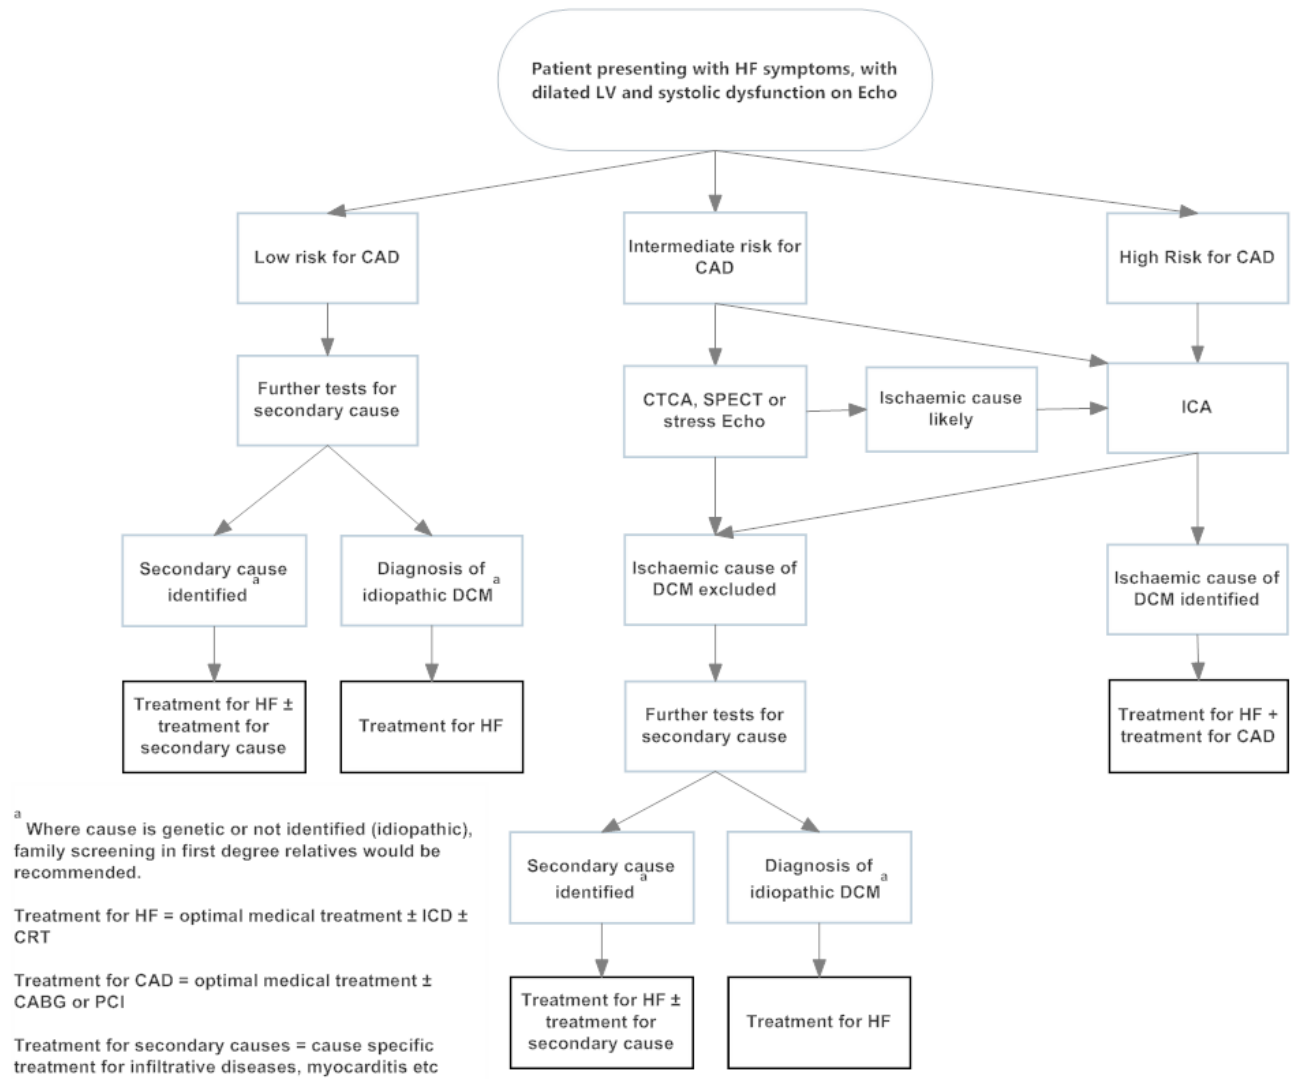 Patient presenting with HF symptoms, with
dilated LV and systolic dysfunction on Echo
Low risk for CAD
Intermediate risk for
CAD
High Risk for CAD
Further tests for
secondary cause
CTCA, SPECT or
stress Echo
Ischaemic cause
likely
ICA
Secondary cause
identified a
Diagnosis of
idiopathic DCM a
Ischaemic cause of
DCM excluded
Ischaemic cause of
DCM identified
Treatment for HF ±
treatment for
secondary cause
Treatment for HF
Further tests for
secondary cause
Treatment for HF +
treatment for CAD
Secondary cause
identified a
Diagnosis of
idiopathic DCM a
Treatment for HF ±
treatment for
secondary cause
Treatment for HF
a Where cause is genetic or not identified (idiopathic),
family screening in first degree relatives would be
recommended.
Treatment for HF = optimal medical treatment ± ICD ±
CRT
Treatment for CAD = optimal medical treatment ±
CABG or PCI
Treatment for secondary causes = cause specific
treatment for infiltrative diseases, myocarditis etc